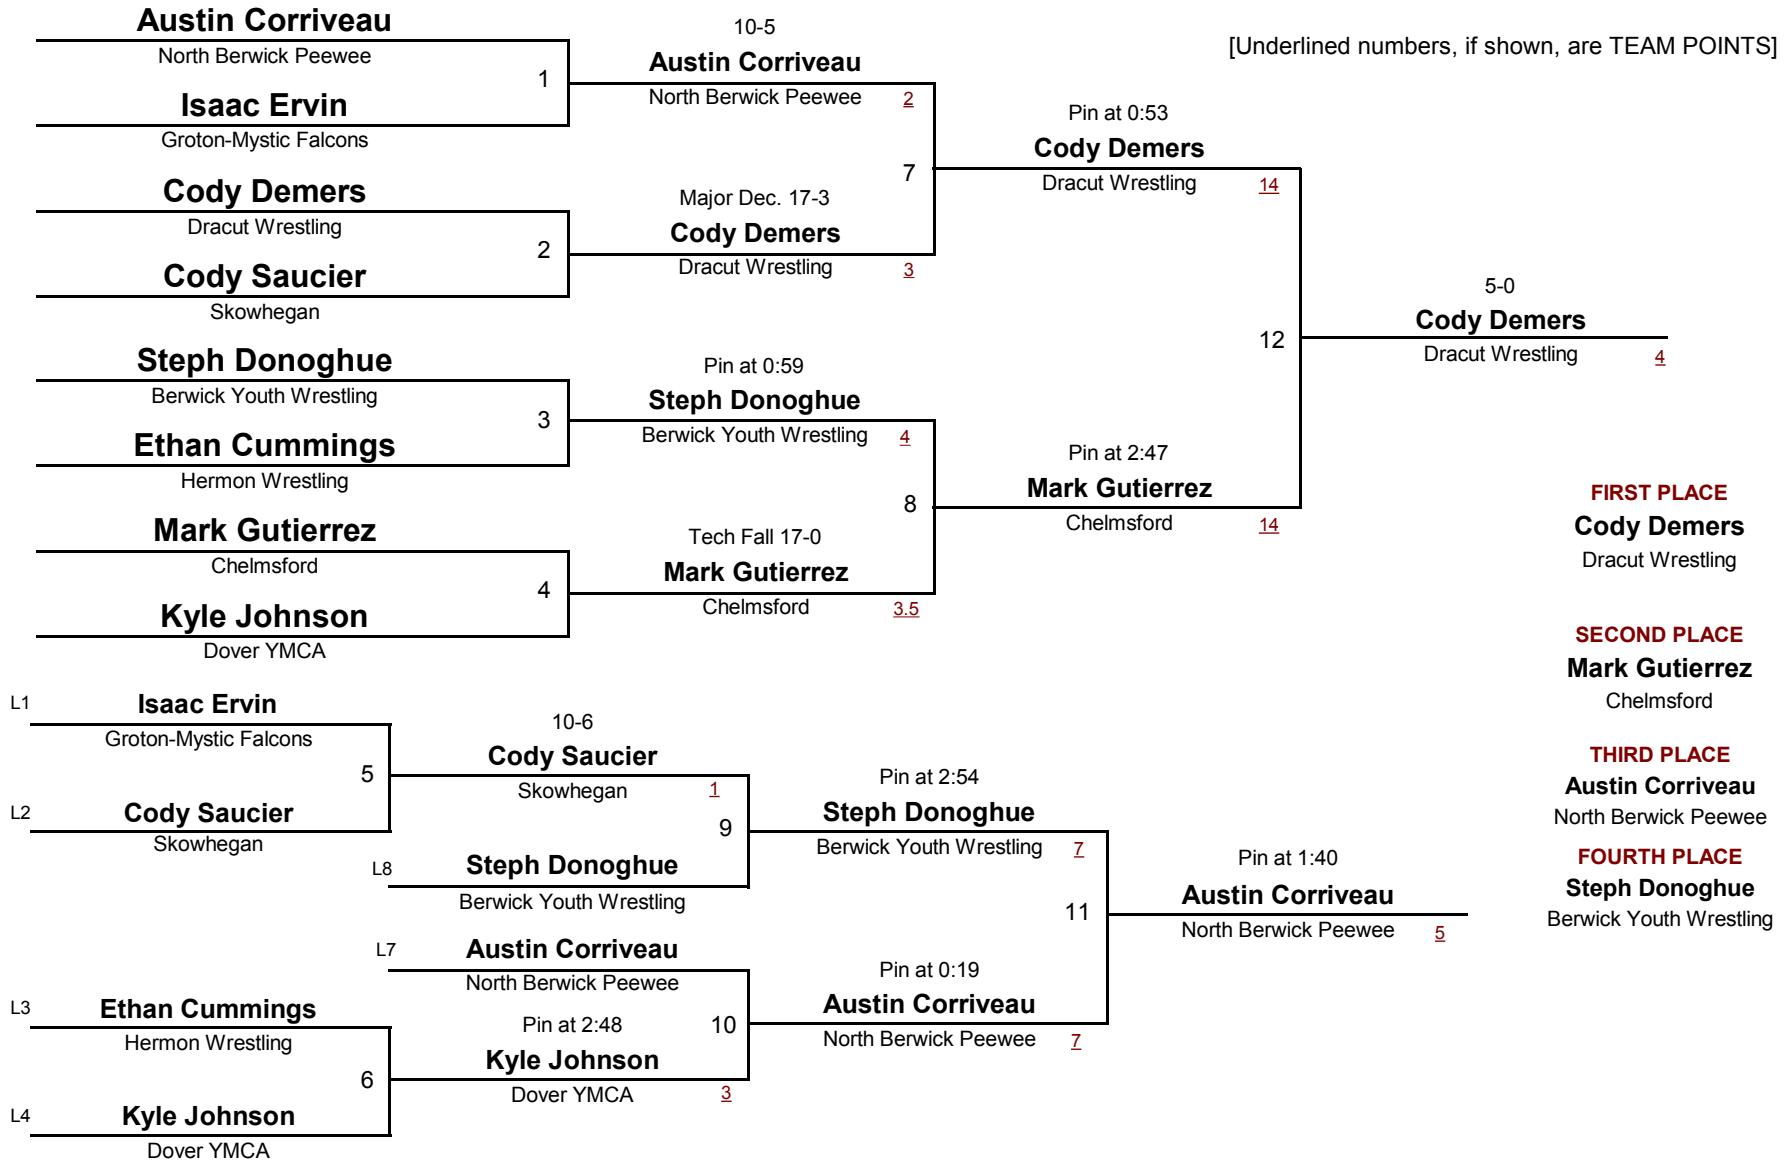 Austin Corriveau
North Berwick Peewee
1
Isaac Ervin
Groton-Mystic Falcons
Cody Demers
Dracut Wrestling
2
Cody Saucier
Skowhegan
Steph Donoghue
Berwick Youth Wrestling
3
Ethan Cummings
Hermon Wrestling
Mark Gutierrez
Chelmsford
4
Kyle Johnson
Dover YMCA
10-5
Austin Corriveau
North Berwick Peewee 2
7
Major Dec. 17-3
Cody Demers
Dracut Wrestling 3
Pin at 0:59
Steph Donoghue
Berwick Youth Wrestling 4
8
Tech Fall 17-0
Mark Gutierrez
Chelmsford 3.5
[Underlined numbers, if shown, are TEAM POINTS]
Pin at 0:53
Cody Demers
Dracut Wrestling 14
12
Pin at 2:47
Mark Gutierrez
Chelmsford 14
5-0
Cody Demers
Dracut Wrestling 4
FIRST PLACE
Cody Demers
Dracut Wrestling
SECOND PLACE
Mark Gutierrez
Chelmsford
THIRD PLACE
Austin Corriveau
North Berwick Peewee
FOURTH PLACE
Steph Donoghue
Berwick Youth Wrestling
L1 Isaac Ervin
Groton-Mystic Falcons
5
L2 Cody Saucier
Skowhegan
10-6
Cody Saucier
Skowhegan 1
9
L8 Steph Donoghue
Berwick Youth Wrestling
L7 Austin Corriveau
North Berwick Peewee
10
L3 Ethan Cummings
Hermon Wrestling
6
L4 Kyle Johnson
Dover YMCA
Pin at 2:48
Kyle Johnson
Dover YMCA 3
Pin at 2:54
Steph Donoghue
Berwick Youth Wrestling 7
11
Pin at 0:19
Austin Corriveau
North Berwick Peewee 7
Pin at 1:40
Austin Corriveau
North Berwick Peewee 5